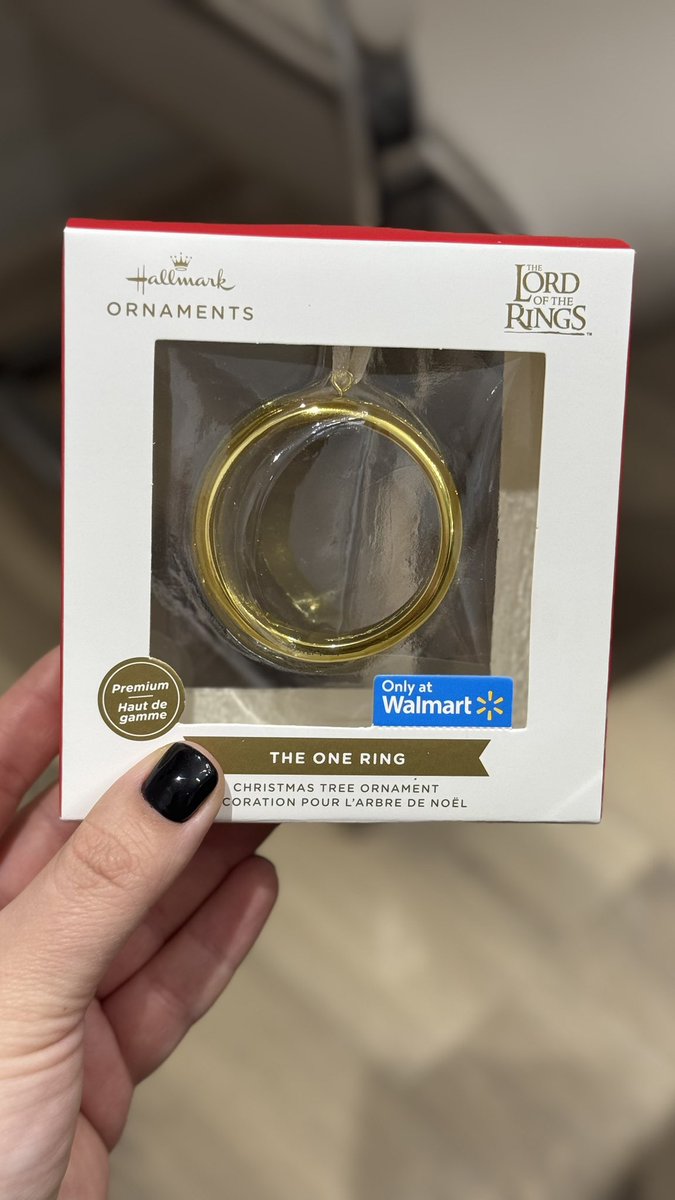 Hallmark
ORNAMENTS
THE
LORD
OF THE
RINGS™
Premium
Haut de
gamme
Only at
Walmart
THE ONE RING
CHRISTMAS TREE ORNAMENT
CORATION POUR L'ARBRE DE NOËL